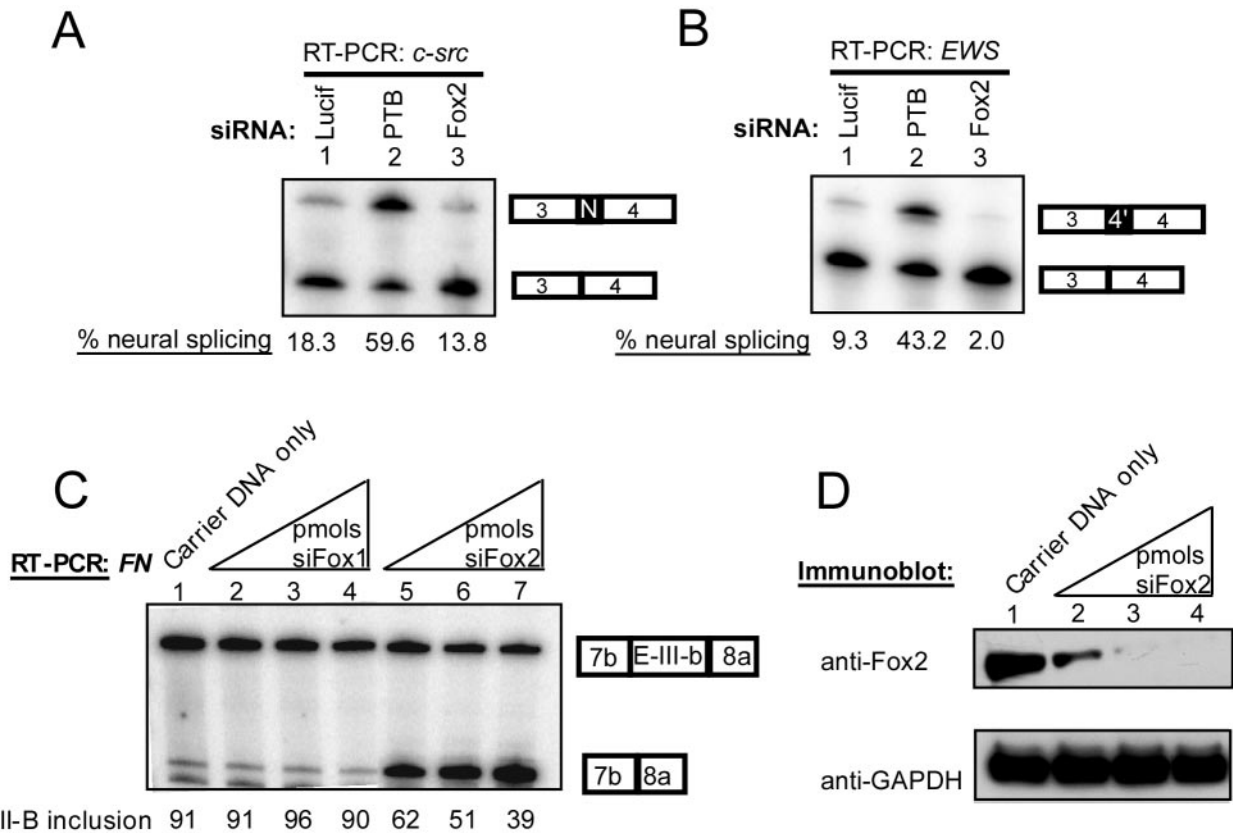 A
RT-PCR: c-src
siRNA: Lucif PTB Fox2
1 2 3
3 N 4
3 4
% neural splicing 18.3 59.6 13.8
B
RT-PCR: EWS
siRNA: Lucif PTB Fox2
1 2 3
3 4' 4
3 4
% neural splicing 9.3 43.2 2.0
C
Carrier DNA only
pmols siFox1
pmols siFox2
RT-PCR: FN
1 2 3 4 5 6 7
7b E-III-b 8a
7b 8a
II-B inclusion 91 91 96 90 62 51 39
D
Carrier DNA only
pmols siFox2
Immunoblot:
1 2 3 4
anti-Fox2
anti-GAPDH